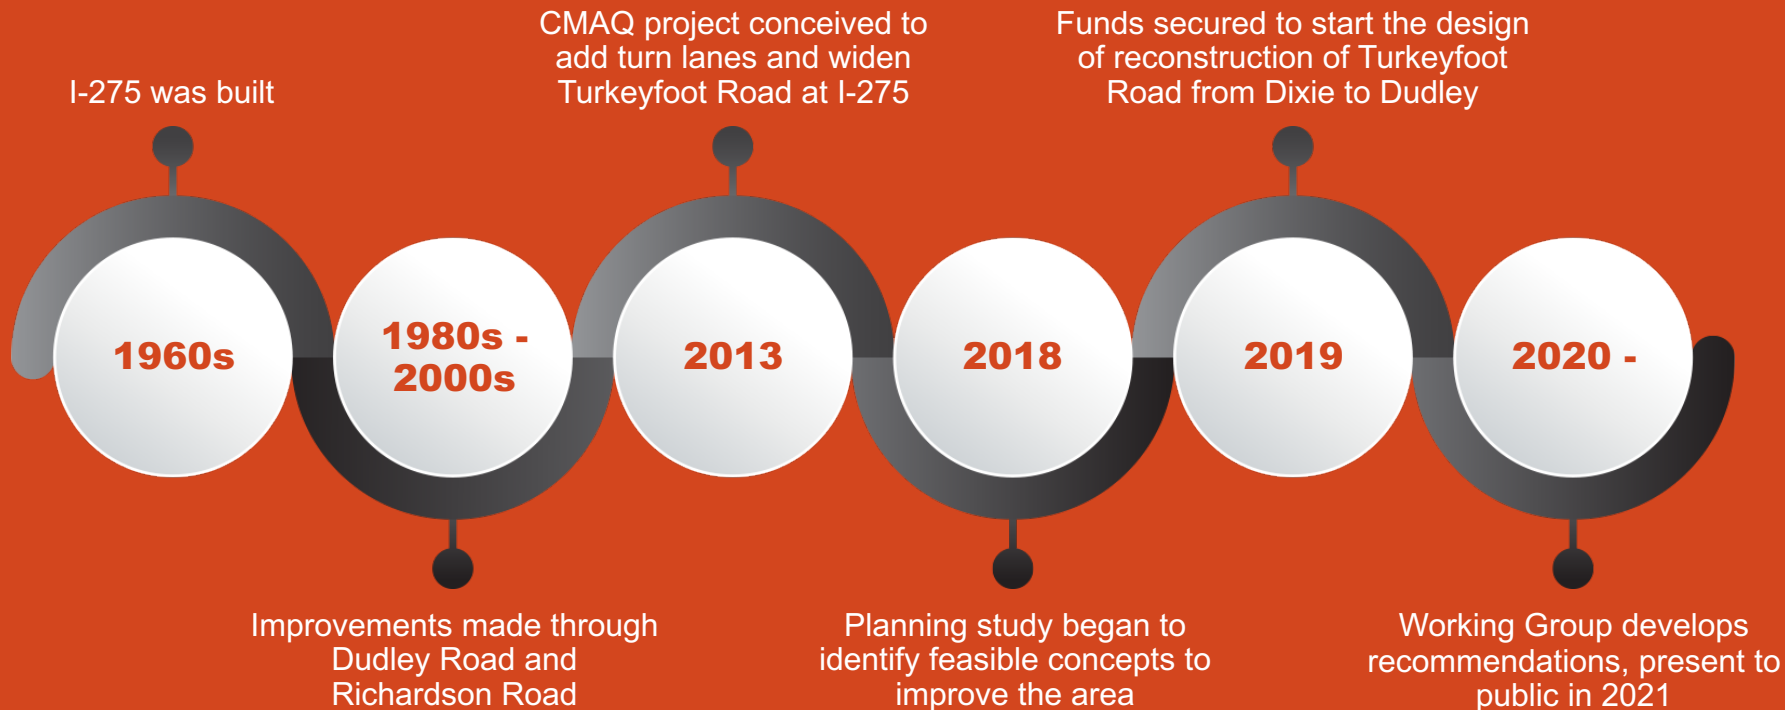 I-275 was built
1960s
Improvements made through
Dudley Road and
Richardson Road
1980s -
2000s
CMAQ project conceived to
add turn lanes and widen
Turkeyfoot Road at I-275
2013
Planning study began to
identify feasible concepts to
improve the area
2018
Funds secured to start the design
of reconstruction of Turkeyfoot
Road from Dixie to Dudley
2019
Working Group develops
recommendations, present to
public in 2021
2020 -